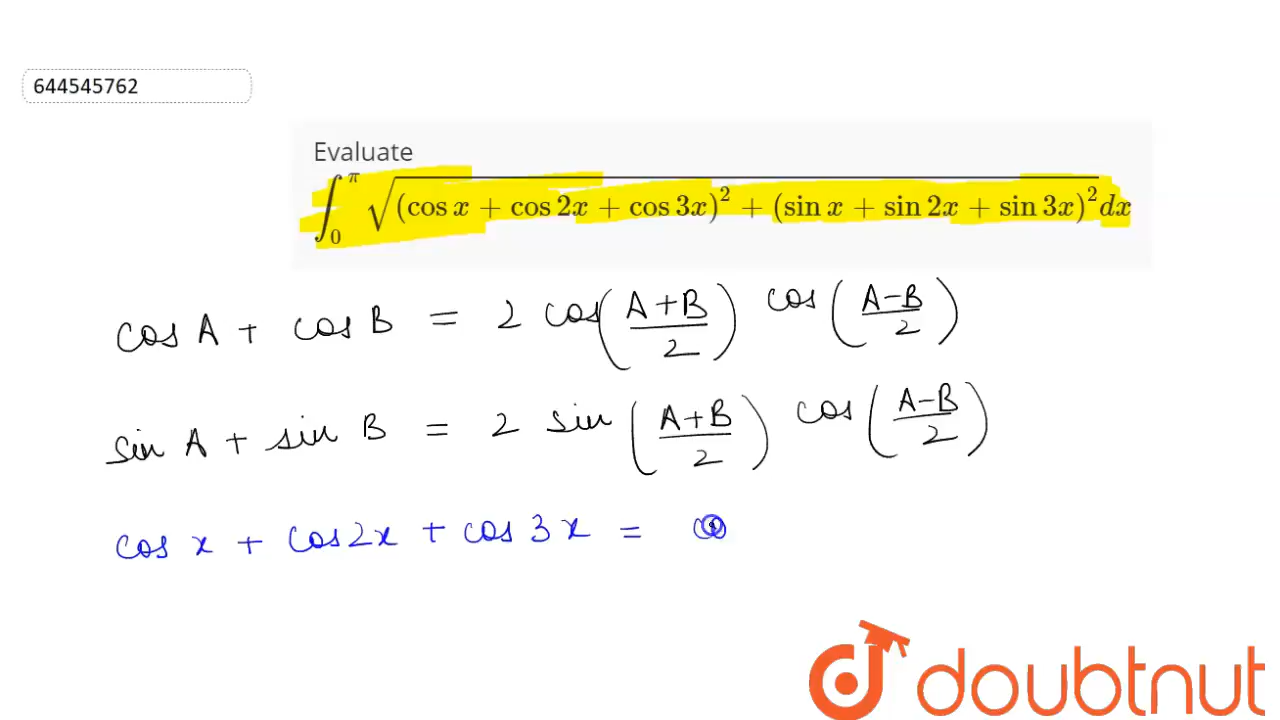 644545762
Evaluate
∫₀^π √((cos x + cos 2x + cos 3x)² + (sin x + sin 2x + sin 3x)²) dx
cos A + cos B = 2 cos((A+B)/2) cos((A-B)/2)
sin A + sin B = 2 sin((A+B)/2) cos((A-B)/2)
cos x + cos 2x + cos 3x =
doubtnut